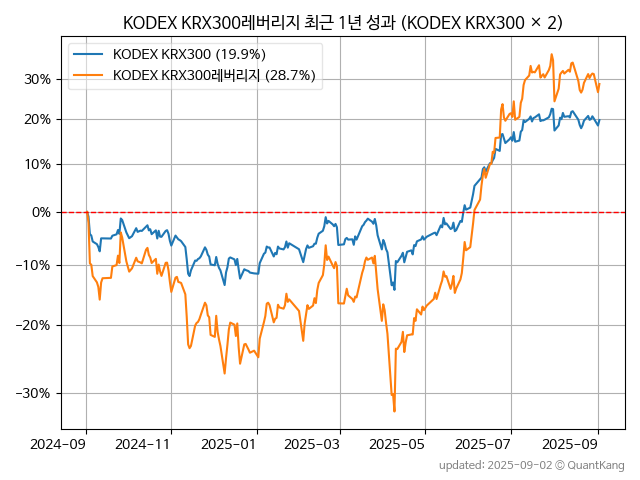 KODEX KRX300레버리지 최근 1년 성과 (KODEX KRX300 × 2)
KODEX KRX300 (19.9%)
KODEX KRX300레버리지 (28.7%)
30%
20%
10%
0%
−10%
−20%
−30%
2024-09 2024-11 2025-01 2025-03 2025-05 2025-07 2025-09
updated: 2025-09-02 © QuantKang